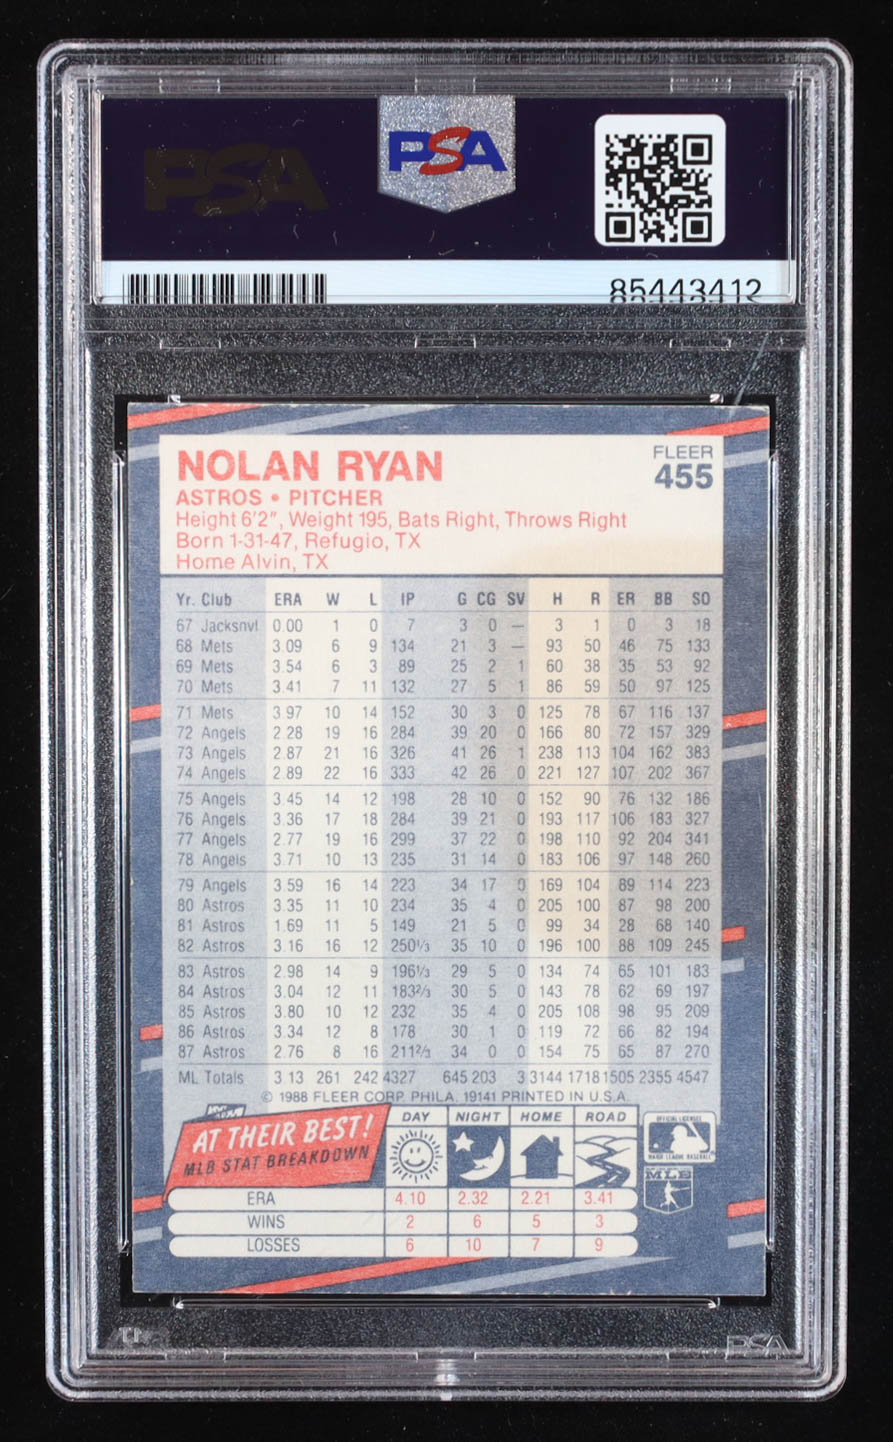 PSA
PSA
85443412
NOLAN RYAN
FLEER
455
ASTROS • PITCHER
Height 6'2", Weight 195, Bats Right, Throws Right
Born 1-31-47, Refugio, TX
Home Alvin, TX
Yr. Club ERA W L IP G CG SV H R ER BB SO
67 Jacksnvl 0.00 1 0 7 3 0 — 3 1 0 3 18
68 Mets 3.09 6 9 134 21 3 — 93 50 46 75 133
69 Mets 3.54 6 3 89 25 2 1 60 38 35 53 92
70 Mets 3.41 7 11 132 27 5 1 86 59 50 97 125
71 Mets 3.97 10 14 152 30 3 0 125 78 67 116 137
72 Angels 2.28 19 16 284 39 20 0 166 80 72 157 329
73 Angels 2.87 21 16 326 41 26 1 238 113 104 162 383
74 Angels 2.89 22 16 333 42 26 0 221 127 107 202 367
75 Angels 3.45 14 12 198 28 10 0 152 90 76 132 186
76 Angels 3.36 17 18 284 39 21 0 193 117 106 183 327
77 Angels 2.77 19 16 299 37 22 0 198 110 92 204 341
78 Angels 3.71 10 13 235 31 14 0 183 106 97 148 260
79 Angels 3.59 16 14 223 34 17 0 169 104 89 114 223
80 Astros 3.35 11 10 234 35 4 0 205 100 87 98 200
81 Astros 1.69 11 5 149 21 5 0 99 34 28 68 140
82 Astros 3.16 16 12 250⅓ 35 10 0 196 100 88 109 245
83 Astros 2.98 14 9 196⅓ 29 5 0 134 74 65 101 183
84 Astros 3.04 12 11 183⅔ 30 5 0 143 78 62 69 197
85 Astros 3.80 10 12 232 35 4 0 205 108 98 95 209
86 Astros 3.34 12 8 178 30 1 0 119 72 66 82 194
87 Astros 2.76 8 16 211⅔ 34 0 0 154 75 65 87 270
ML Totals 3.13 261 242 4327 645 203 3 3144 1718 1505 2355 4547
© 1988 FLEER CORP. PHILA. 19141 PRINTED IN U.S.A.
AT THEIR BEST!
MLB STAT BREAKDOWN
DAY NIGHT HOME ROAD
OFFICIAL LICENSEE
MAJOR LEAGUE BASEBALL
ERA 4.10 2.32 2.21 3.41
WINS 2 6 5 3
LOSSES 6 10 7 9
PSA